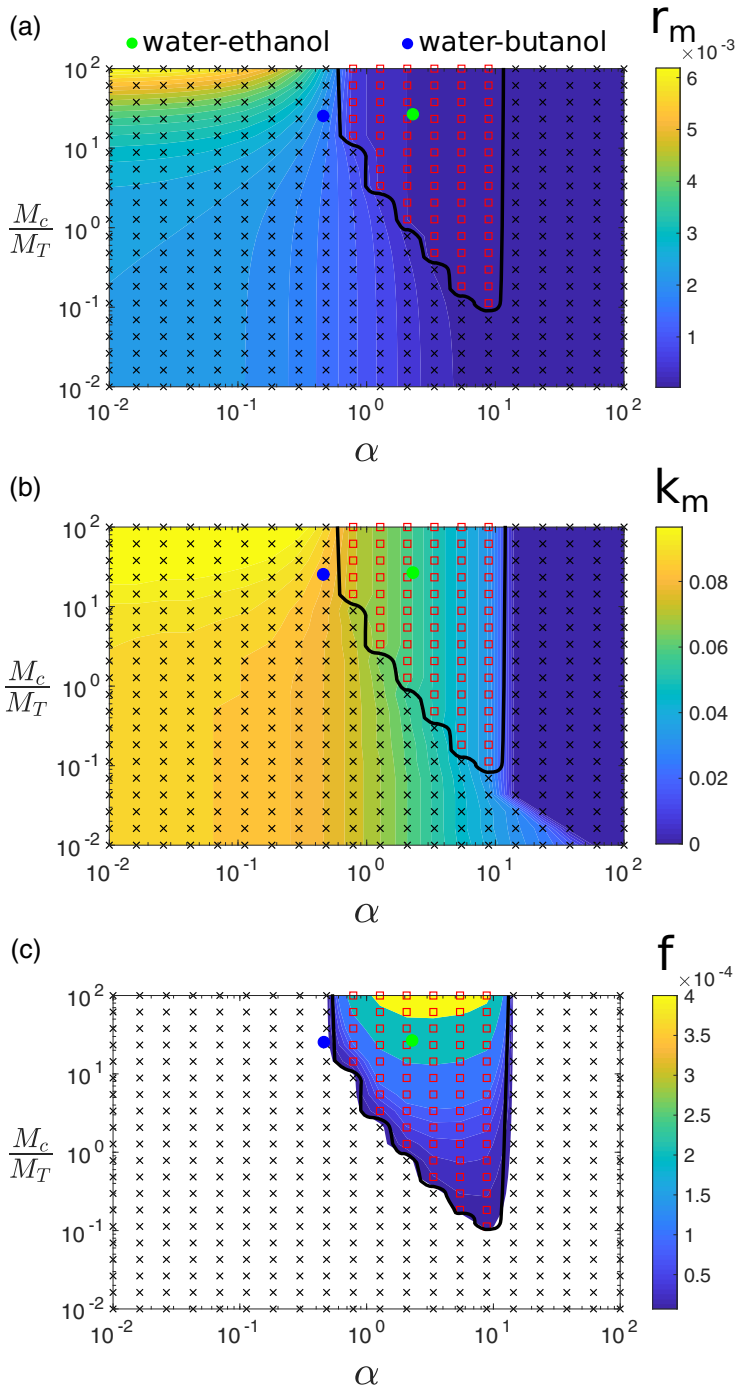 (a)
water-ethanol water-butanol
r_m
×10^-3
10^2
10^1
10^0
10^-1
10^-2
M_c/M_T
10^-2 10^-1 10^0 10^1 10^2
α
6
5
4
3
2
1
(b)
k_m
10^2
10^1
10^0
10^-1
10^-2
M_c/M_T
10^-2 10^-1 10^0 10^1 10^2
α
0.08
0.06
0.04
0.02
0
(c)
f
×10^-4
10^2
10^1
10^0
10^-1
10^-2
M_c/M_T
10^-2 10^-1 10^0 10^1 10^2
α
4
3.5
3
2.5
2
1.5
1
0.5